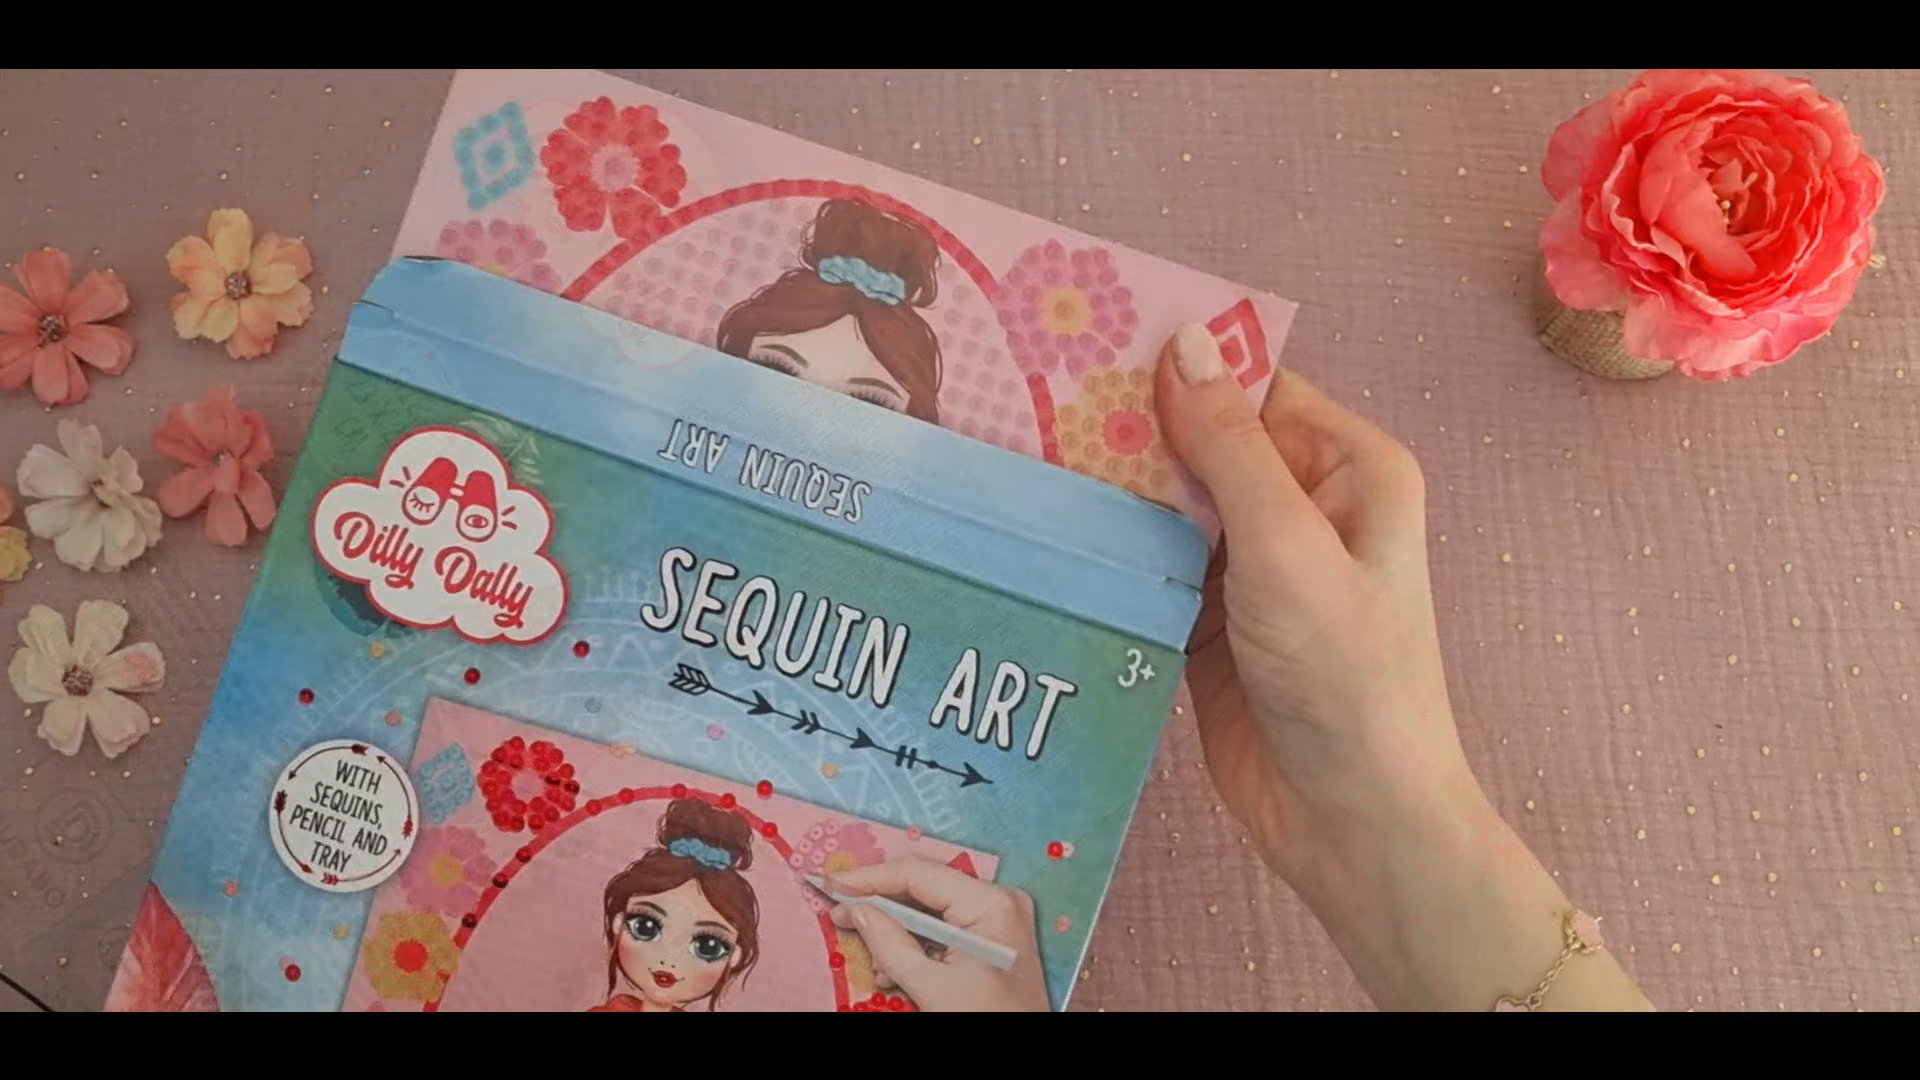 SEQUIN ART
Dilly Dally
SEQUIN ART
3+
WITH
SEQUINS,
PENCIL AND
TRAY